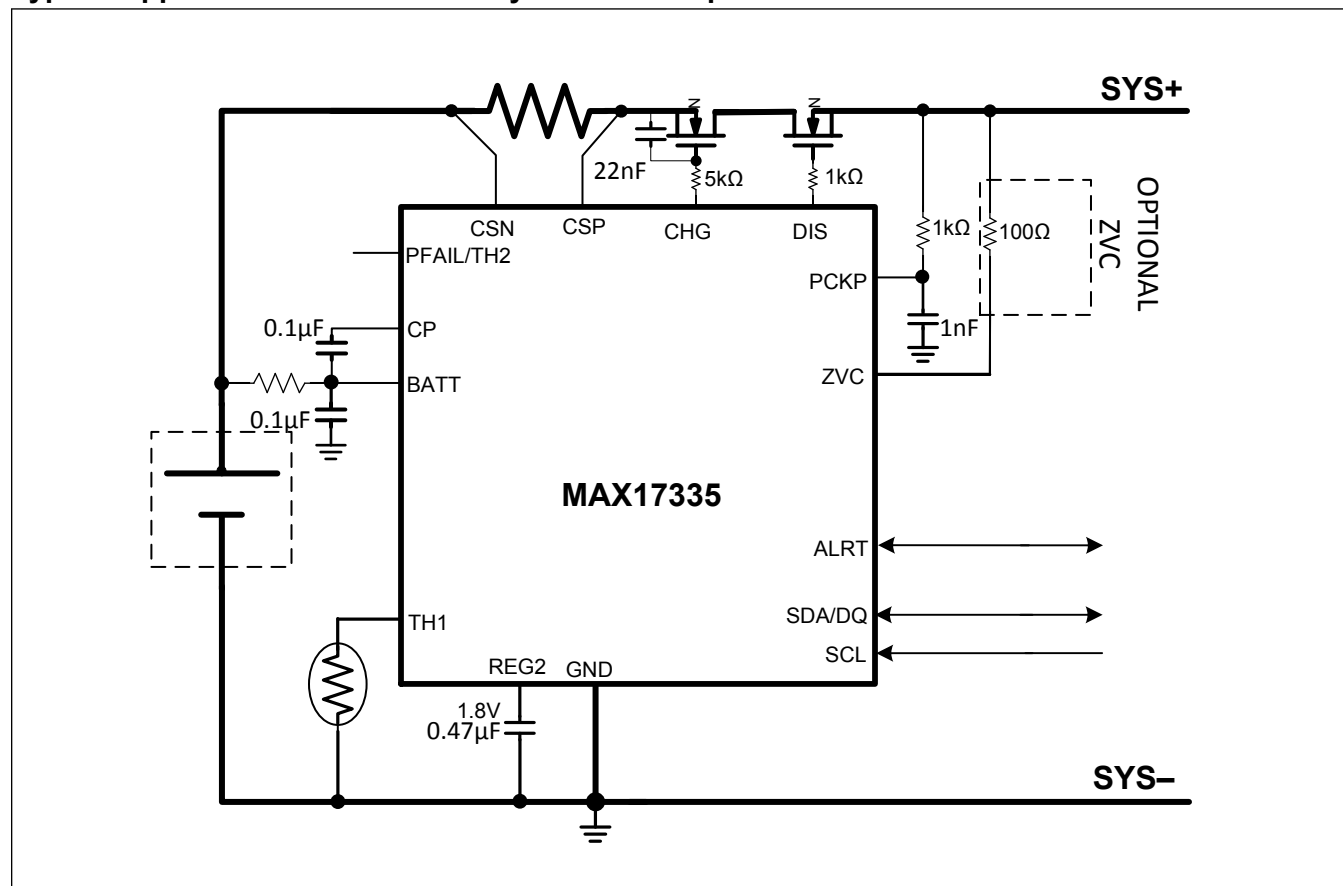 SYS+
N
N
22nF
5kΩ
1kΩ
CSN
CSP
CHG
DIS
1kΩ
100Ω
OPTIONAL
ZVC
PFAIL/TH2
PCKP
0.1µF
CP
1nF
BATT
ZVC
0.1µF
MAX17335
ALRT
TH1
SDA/DQ
SCL
REG2
GND
1.8V
0.47µF
SYS–